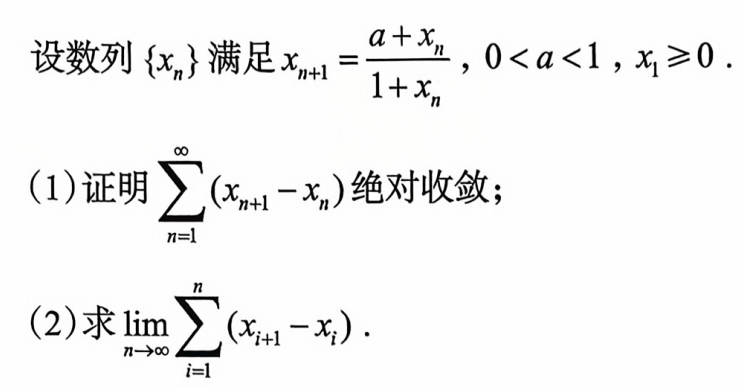 设数列 {xₙ} 满足 xₙ₊₁ = (a + xₙ)/(1 + xₙ) , 0 < a < 1 , x₁ ⩾ 0 .
(1)证明 ∑_{n=1}^{∞} (xₙ₊₁ − xₙ) 绝对收敛;
(2)求 lim_{n→∞} ∑_{i=1}^{n} (xᵢ₊₁ − xᵢ) .